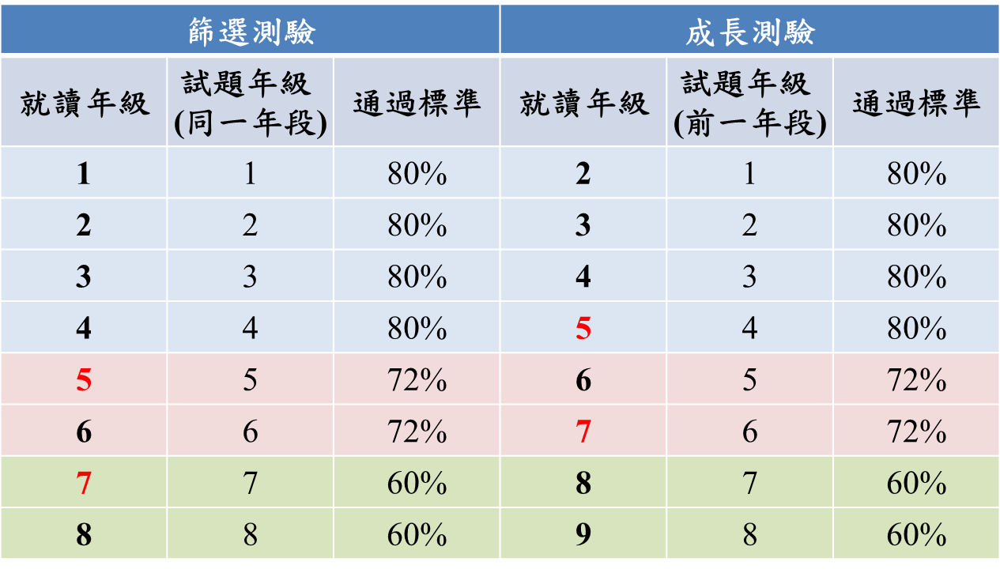 篩選測驗 成長測驗
就讀年級 試題年級 通過標準 就讀年級 試題年級 通過標準
(同一年段) (前一年段)
1 1 80% 2 1 80%
2 2 80% 3 2 80%
3 3 80% 4 3 80%
4 4 80% 5 4 80%
5 5 72% 6 5 72%
6 6 72% 7 6 72%
7 7 60% 8 7 60%
8 8 60% 9 8 60%